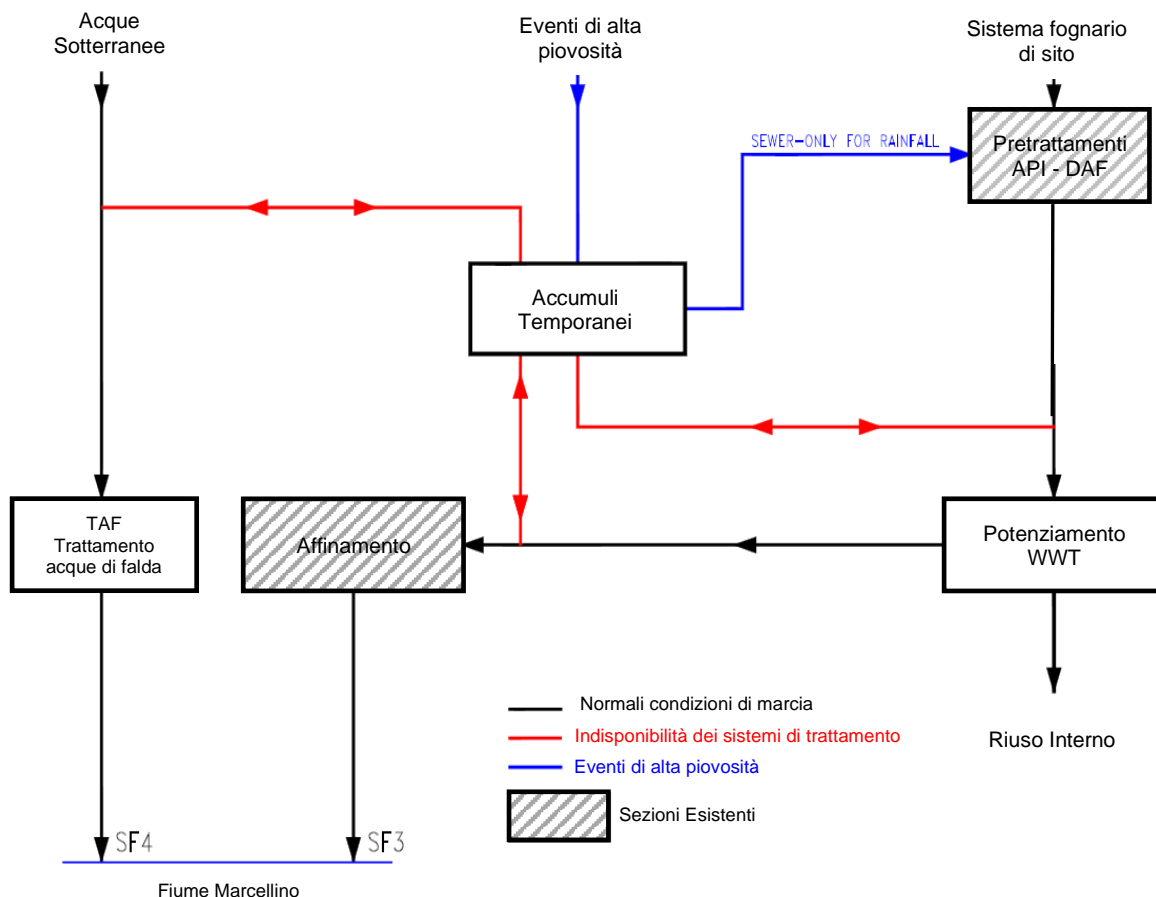 Acque
Sotterranee
Eventi di alta
piovosità
Sistema fognario
di sito
SEWER-ONLY FOR RAINFALL
Pretrattamenti
API - DAF
Accumuli
Temporanei
TAF
Trattamento
acque di falda
Affinamento
Potenziamento
WWT
Normali condizioni di marcia
Indisponibilità dei sistemi di trattamento
Eventi di alta piovosità
Sezioni Esistenti
Riuso Interno
SF4
SF3
Fiume Marcellino